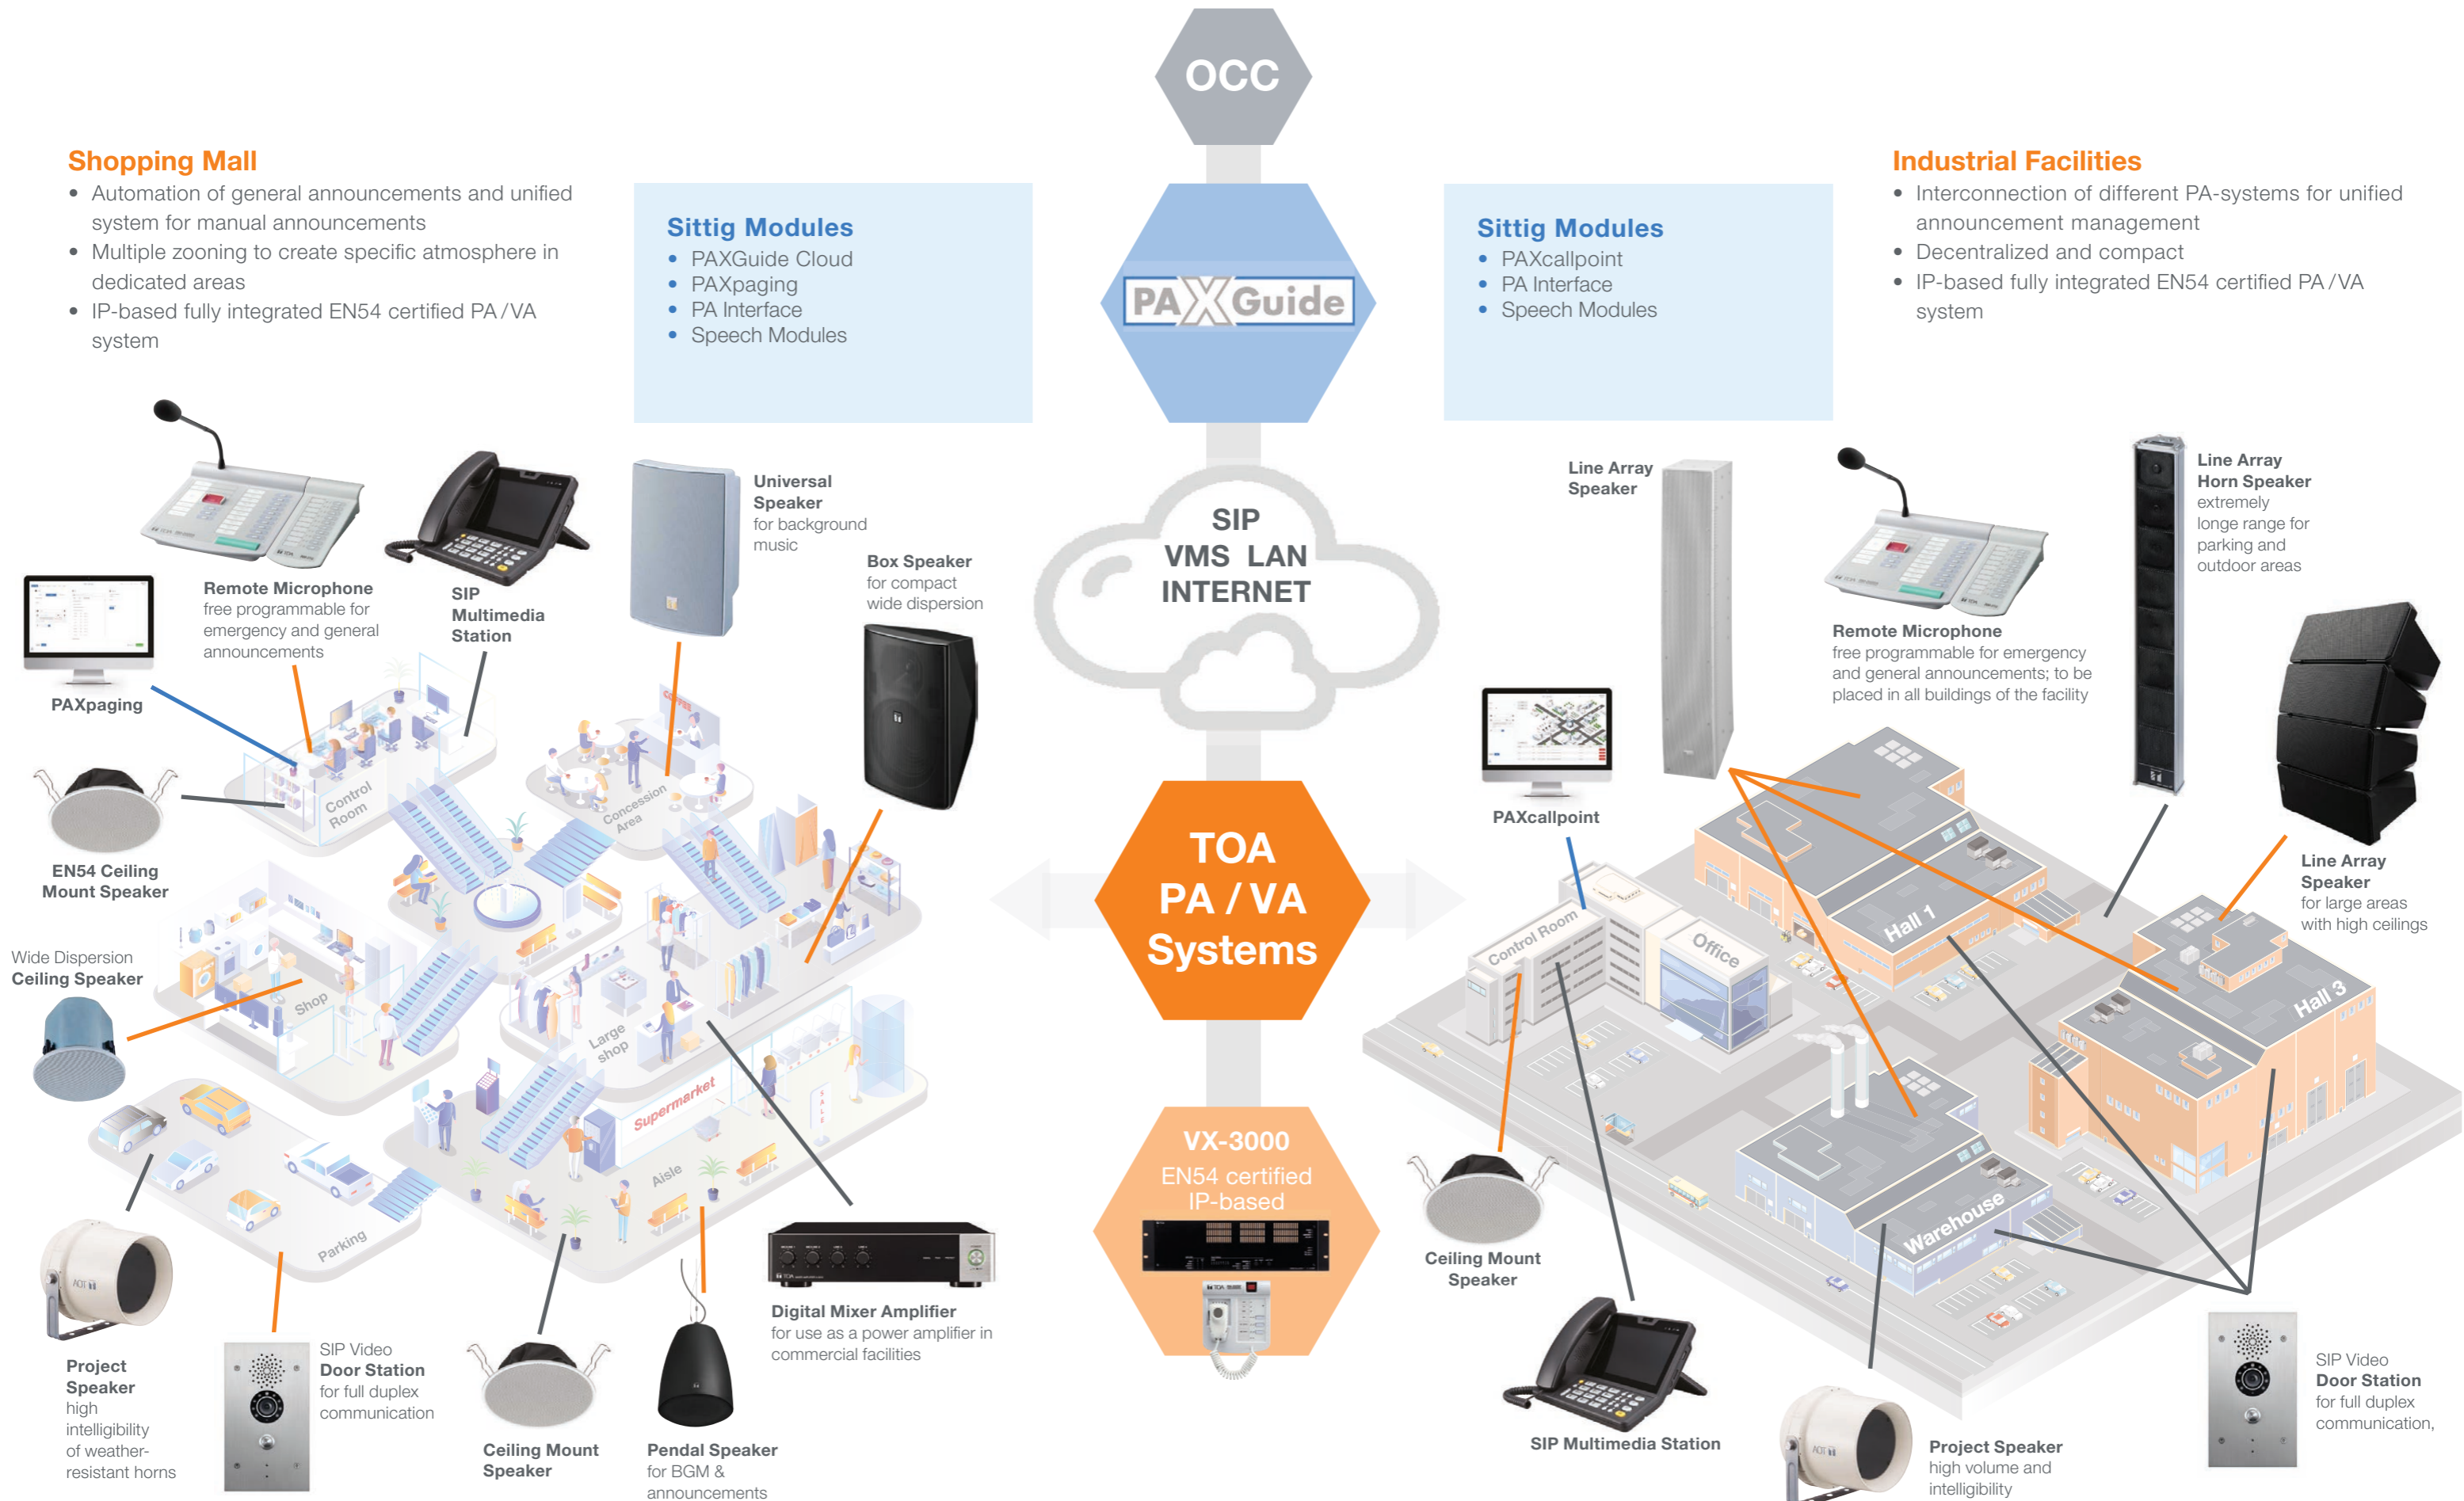 OCC
Shopping Mall
• Automation of general announcements and unified
system for manual announcements
• Multiple zooning to create specific atmosphere in
dedicated areas
• IP-based fully integrated EN54 certified PA/VA
system
Sittig Modules
• PAXGuide Cloud
• PAXpaging
• PA Interface
• Speech Modules
PAXGuide
Sittig Modules
• PAXcallpoint
• PA Interface
• Speech Modules
Industrial Facilities
• Interconnection of different PA-systems for unified
announcement management
• Decentralized and compact
• IP-based fully integrated EN54 certified PA/VA
system
SIP
VMS LAN
INTERNET
TOA
PA / VA
Systems
VX-3000
EN54 certified
IP-based
Remote Microphone
free programmable for
emergency and general
announcements
SIP
Multimedia
Station
Universal
Speaker
for background
music
Box Speaker
for compact
wide dispersion
PAXpaging
EN54 Ceiling
Mount Speaker
Wide Dispersion
Ceiling Speaker
Control
Room
COFFEE
Concession
Area
Shop
Large
shop
Supermarket
SALE
Aisle
Parking
Project
Speaker
high
intelligibility
of weather-
resistant horns
SIP Video
Door Station
for full duplex
communication
Ceiling Mount
Speaker
Pendal Speaker
for BGM &
announcements
TOA
Digital Mixer Amplifier
for use as a power amplifier in
commercial facilities
Line Array
Speaker
Remote Microphone
free programmable for emergency
and general announcements; to be
placed in all buildings of the facility
Line Array
Horn Speaker
extremely
longe range for
parking and
outdoor areas
Line Array
Speaker
for large areas
with high ceilings
PAXcallpoint
Control Room
Office
Hall 1
Hall 3
Warehouse
Ceiling Mount
Speaker
SIP Multimedia Station
TOA
Project Speaker
high volume and
intelligibility
SIP Video
Door Station
for full duplex
communication,